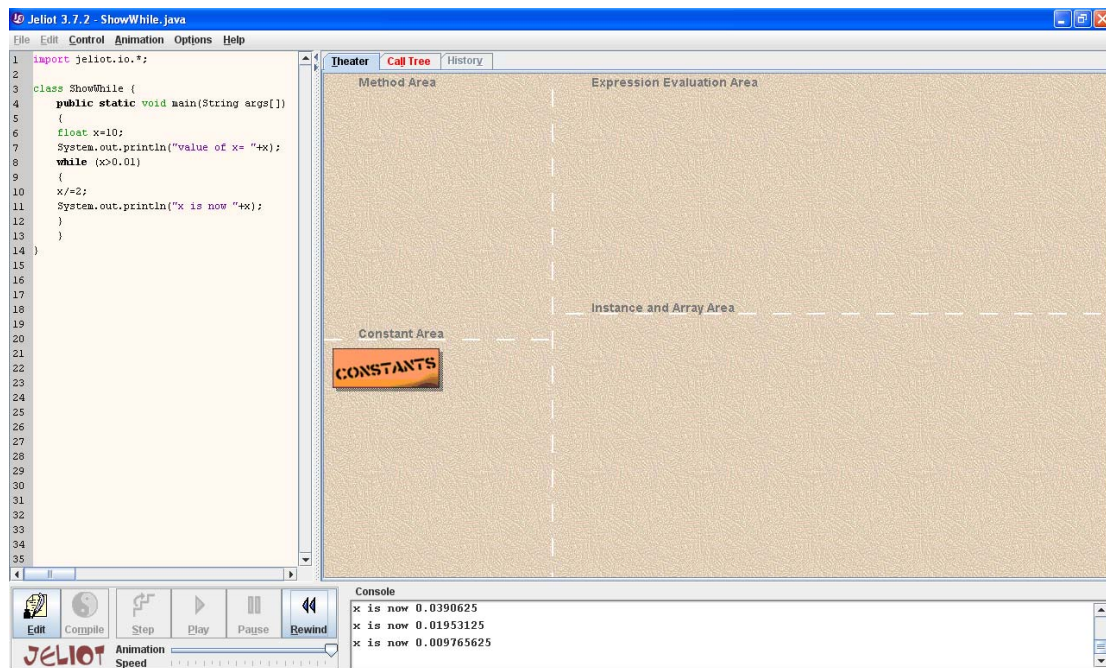 Jeliot 3.7.2 - ShowWhile.java
File Edit Control Animation Options Help
1 import jeliot.io.*;
2
3 class ShowWhile {
4 public static void main(String args[])
5 {
6 float x=10;
7 System.out.println("value of x= "+x);
8 while (x>0.01)
9 {
10 x/=2;
11 System.out.println("x is now "+x);
12 }
13 }
14 }
15
16
17
18
19
20
21
22
23
24
25
26
27
28
29
30
31
32
33
34
35
Theater Call Tree History
Method Area Expression Evaluation Area
Instance and Array Area
Constant Area
CONSTANTS
Edit Compile Step Play Pause Rewind
JELIOT Animation Speed
Console
x is now 0.0390625
x is now 0.01953125
x is now 0.009765625